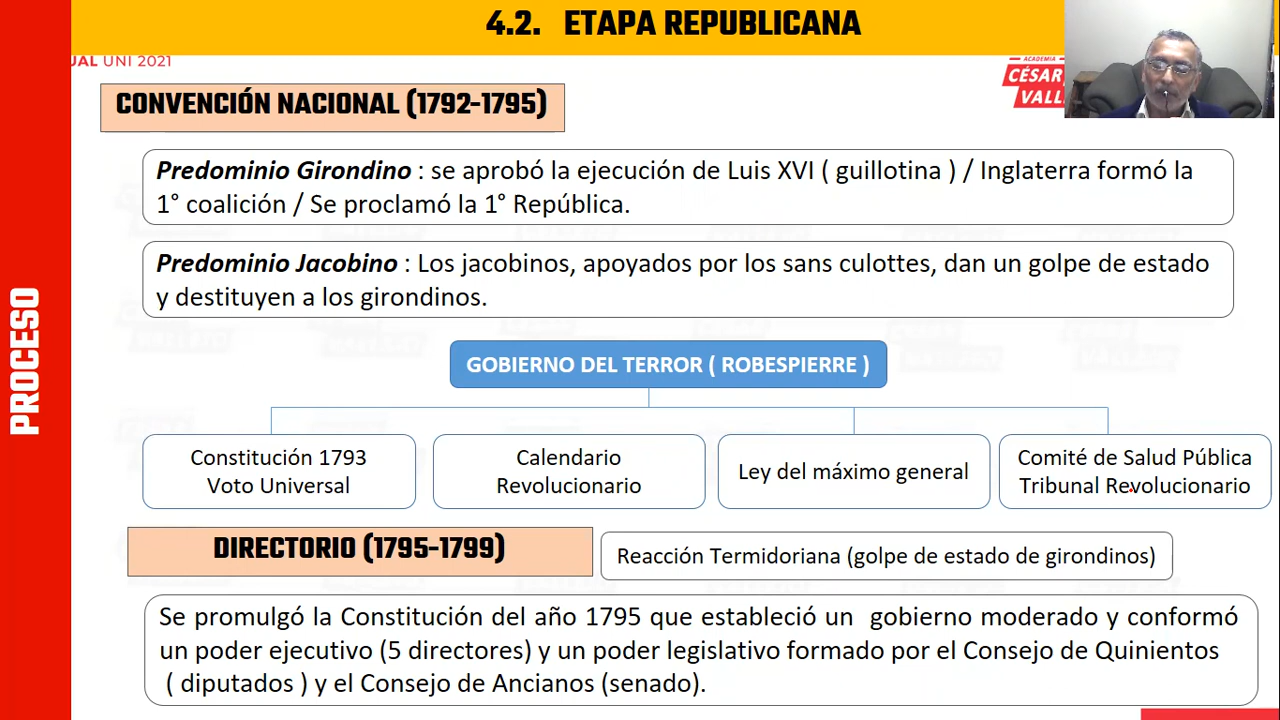 4.2. ETAPA REPUBLICANA
UAL UNI 2021
ACADEMIA
CÉSAR
VALL
CONVENCIÓN NACIONAL (1792-1795)
Predominio Girondino : se aprobó la ejecución de Luis XVI ( guillotina ) / Inglaterra formó la
1° coalición / Se proclamó la 1° República.
Predominio Jacobino : Los jacobinos, apoyados por los sans culottes, dan un golpe de estado
y destituyen a los girondinos.
PROCESO
GOBIERNO DEL TERROR ( ROBESPIERRE )
Constitución 1793
Voto Universal
Calendario
Revolucionario
Ley del máximo general
Comité de Salud Pública
Tribunal Revolucionario
DIRECTORIO (1795-1799)
Reacción Termidoriana (golpe de estado de girondinos)
Se promulgó la Constitución del año 1795 que estableció un gobierno moderado y conformó
un poder ejecutivo (5 directores) y un poder legislativo formado por el Consejo de Quinientos
( diputados ) y el Consejo de Ancianos (senado).